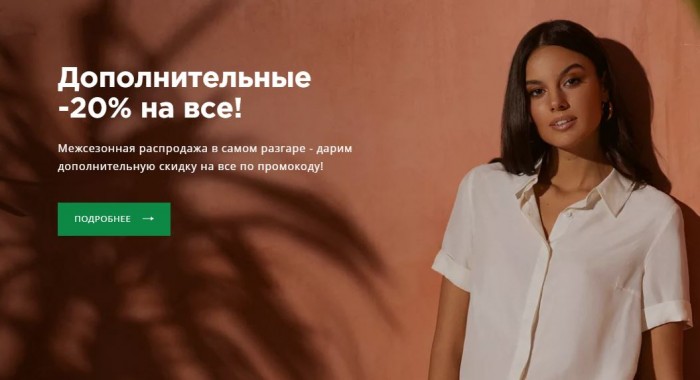 Дополнительные
-20% на все!
Межсезонная распродажа в самом разгаре - дарим
дополнительную скидку на все по промокоду!
ПОДРОБНЕЕ →